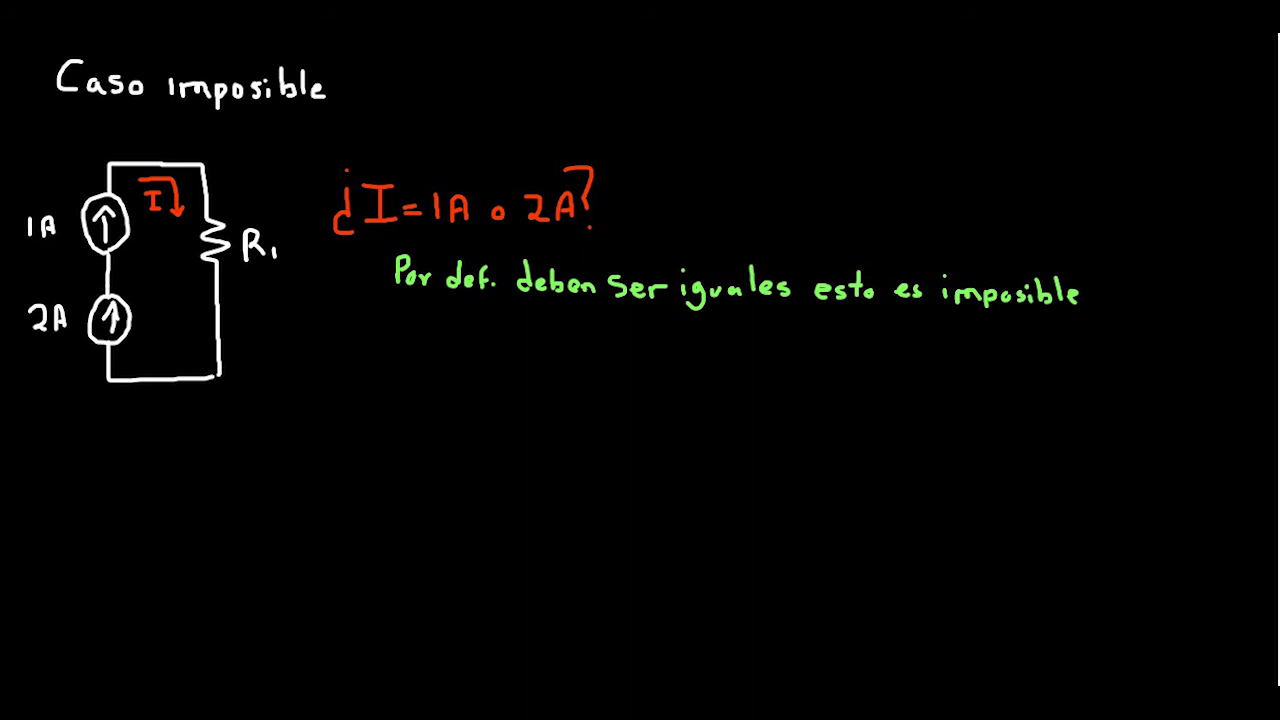 Caso imposible
I
1A
R1
2A
¿I=1A o 2A?
Por def. deben ser iguales esto es imposible